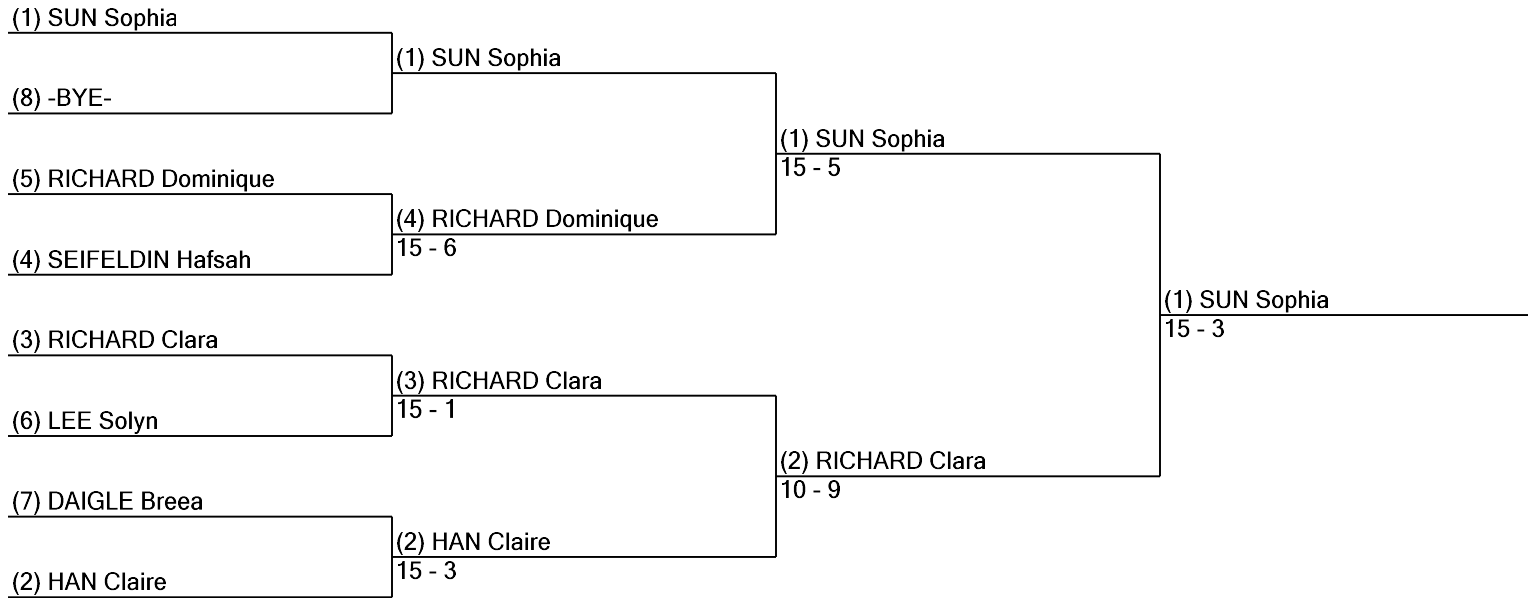 (1) SUN Sophia
(8) -BYE-
(5) RICHARD Dominique
(4) SEIFELDIN Hafsah
(3) RICHARD Clara
(6) LEE Solyn
(7) DAIGLE Breea
(2) HAN Claire
(1) SUN Sophia
(4) RICHARD Dominique
15 - 6
(3) RICHARD Clara
15 - 1
(2) HAN Claire
15 - 3
(1) SUN Sophia
15 - 5
(2) RICHARD Clara
10 - 9
(1) SUN Sophia
15 - 3